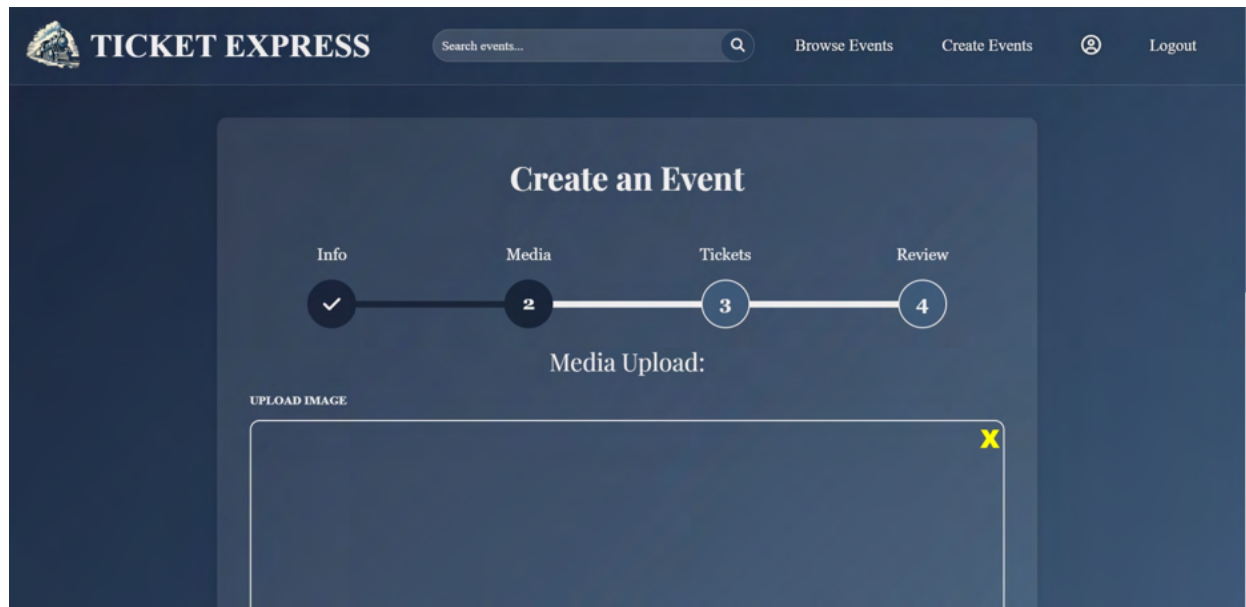 TICKET EXPRESS
Search events...
Browse Events
Create Events
Logout
Create an Event
Info
Media
Tickets
Review
2
3
4
Media Upload:
UPLOAD IMAGE
X